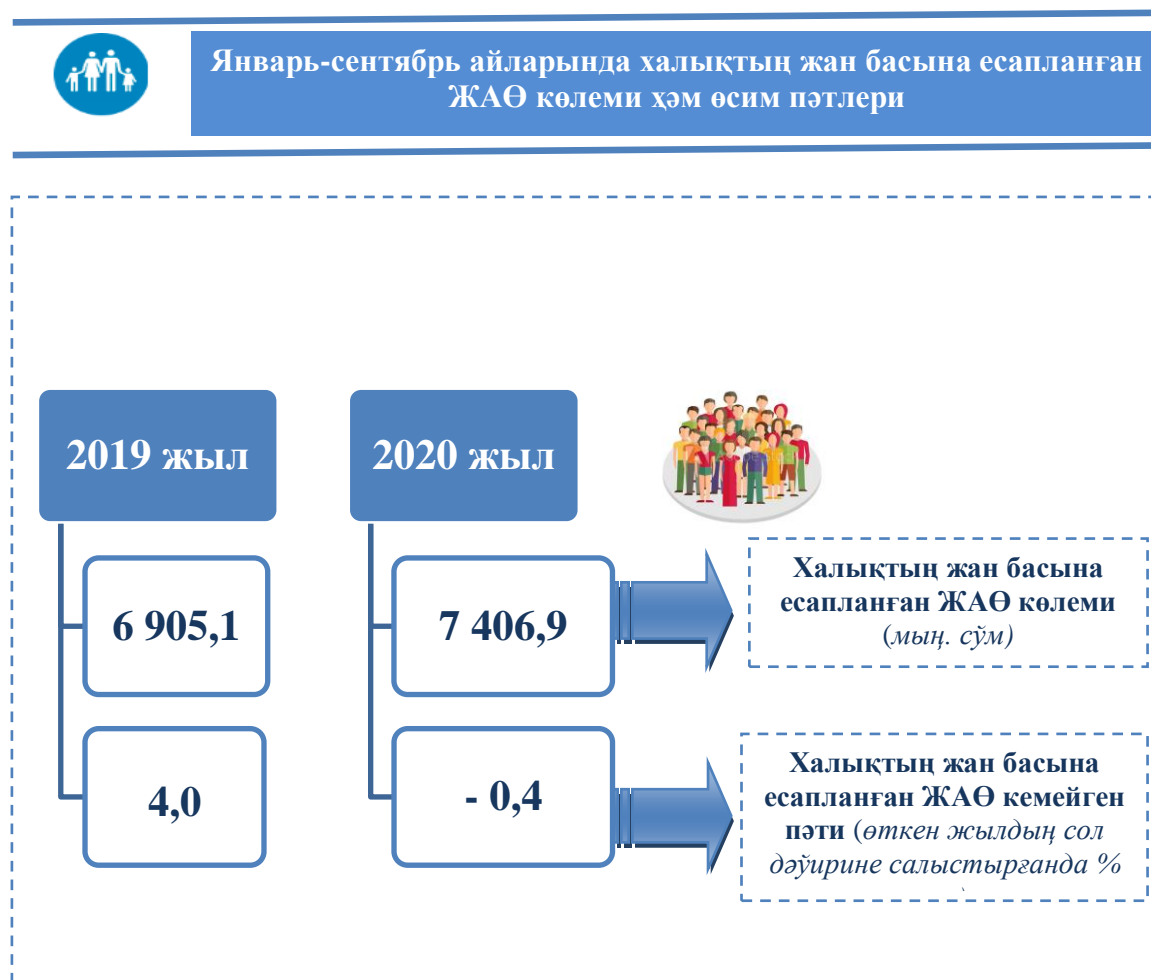 Январь-сентябрь айларында халықтың жан басына есапланған
ЖАӨ көлеми ҳәм өсим пәтлери
2019 жыл
2020 жыл
6 905,1
7 406,9
Халықтың жан басына
есапланған ЖАӨ көлеми
(мың. сўм)
4,0
- 0,4
Халықтың жан басына
есапланған ЖАӨ кемейген
пәти (өткен жылдың сол
дәўирине салыстырғанда %